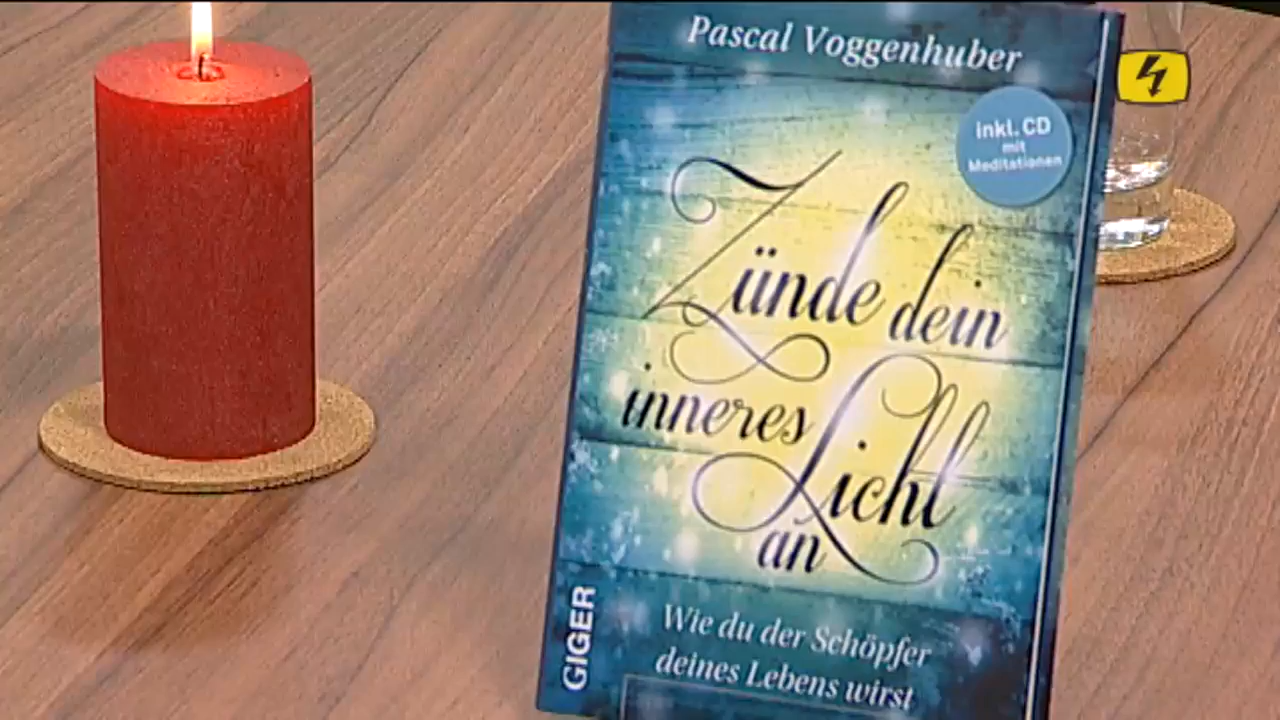 Pascal Voggenhuber
inkl. CD
mit
Meditationen
Zünde dein
inneres Licht
an
Wie du der Schöpfer
deines Lebens wirst
GIGER